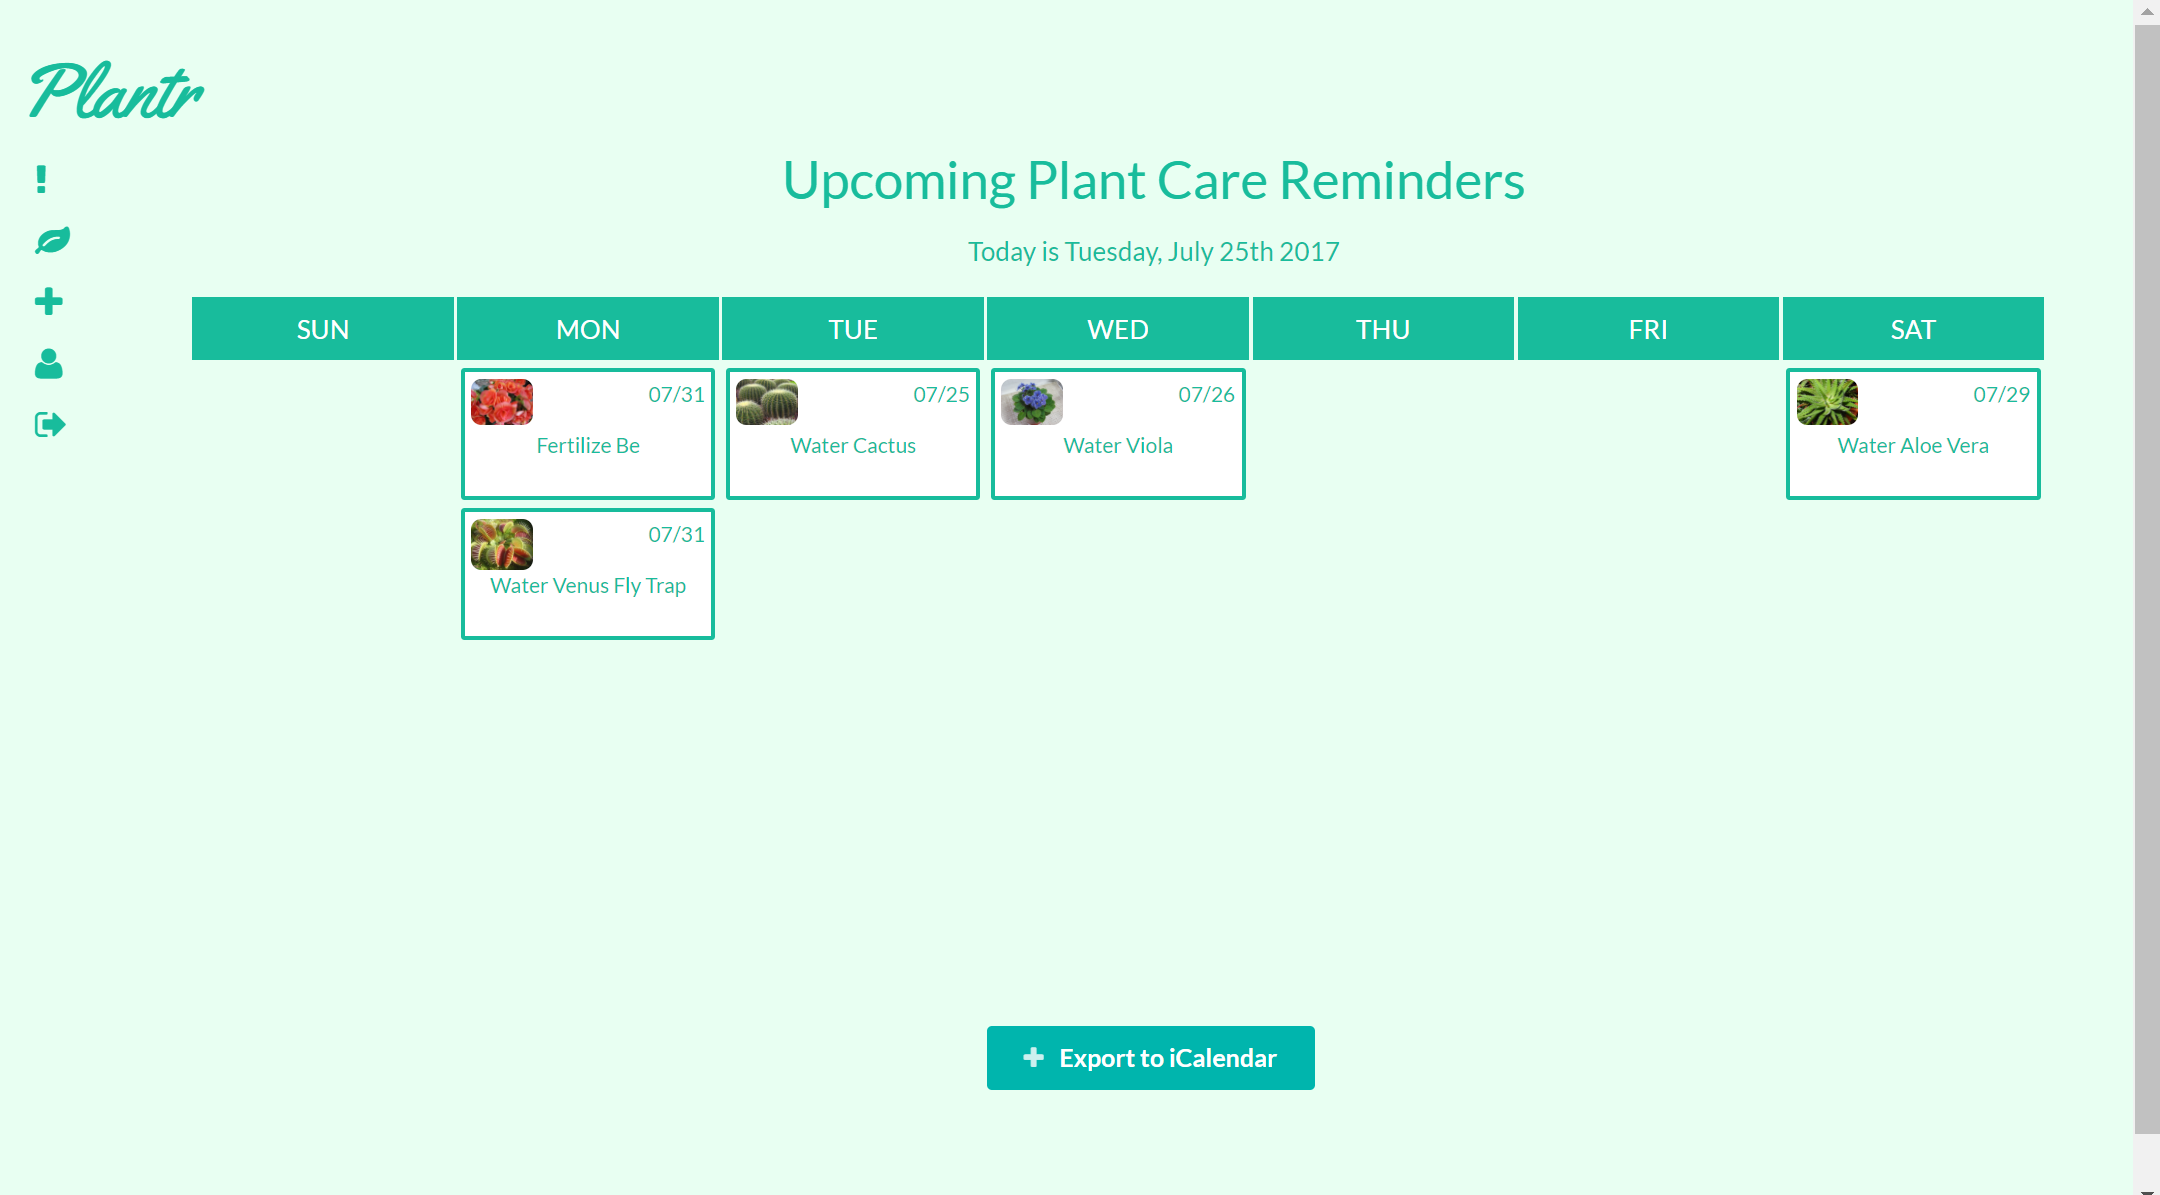 Plantr
Upcoming Plant Care Reminders
Today is Tuesday, July 25th 2017
SUN MON TUE WED THU FRI SAT
07/31 07/25 07/26 07/29
Fertilize Be Water Cactus Water Viola Water Aloe Vera
07/31
Water Venus Fly Trap
Export to iCalendar